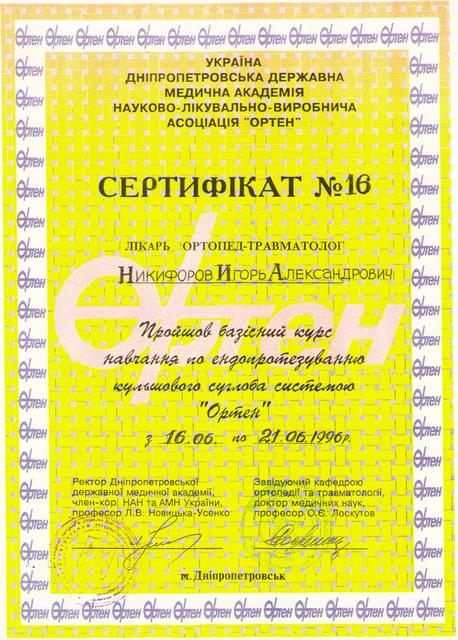 УКРАЇНА
ДНІПРОПЕТРОВСЬКА ДЕРЖАВНА
МЕДИЧНА АКАДЕМІЯ
НАУКОВО-ЛІКУВАЛЬНО-ВИРОБНИЧА
АСОЦІАЦІЯ "ОРТЕН"
СЕРТИФІКАТ №16
ЛІКАРЬ ОРТОПЕД-ТРАВМАТОЛОГ
НИКИФОРОВ ИГОРЬ АЛЕКСАНДРОВИЧ
Ортен
Пройшов базісний курс
навчання по ендопротезуванню
кульшового суглоба системою
"Ортен"
з 16.06. по 21.06.1996р.
Ректор Дніпропетровської
державної медичної академії,
член-кор. НАН та АМН України,
професор Л.В. Новицька-Усенко
Завідуючий кафедрою
ортопедії та травматології,
доктор медичних наук,
професор О.Є. Лоскутов
м. Дніпропетровськ